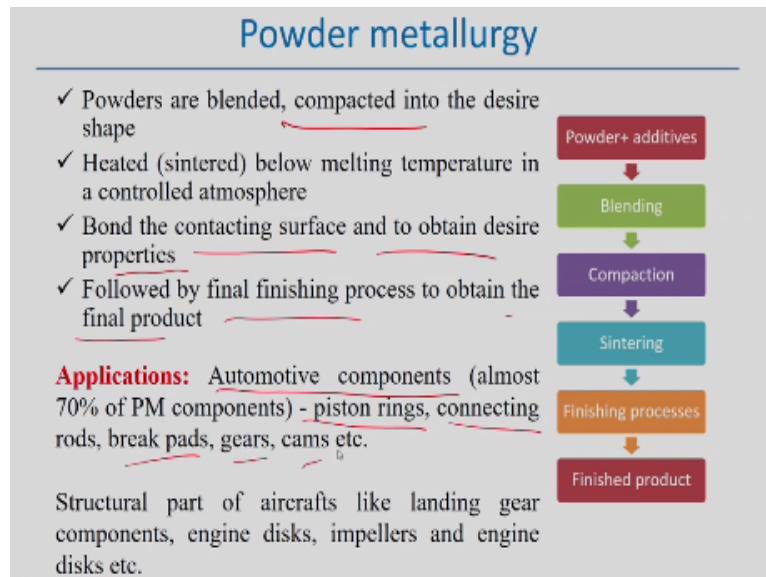 Powder metallurgy
✓ Powders are blended, compacted into the desire
shape
✓ Heated (sintered) below melting temperature in
a controlled atmosphere
✓ Bond the contacting surface and to obtain desire
properties
✓ Followed by final finishing process to obtain the
final product
Applications: Automotive components (almost
70% of PM components) - piston rings, connecting
rods, break pads, gears, cams etc.
Structural part of aircrafts like landing gear
components, engine disks, impellers and engine
disks etc.
Powder+ additives
Blending
Compaction
Sintering
Finishing processes
Finished product